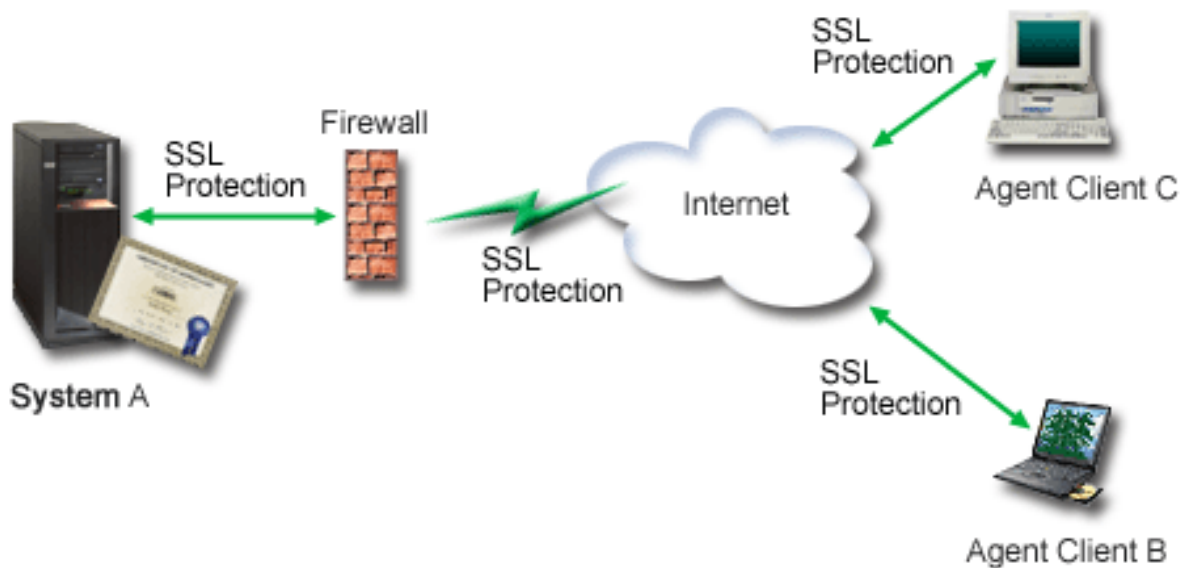 SSL
Protection
Firewall
SSL
Protection
System A
SSL
Protection
Internet
SSL
Protection
Agent Client C
SSL
Protection
Agent Client B